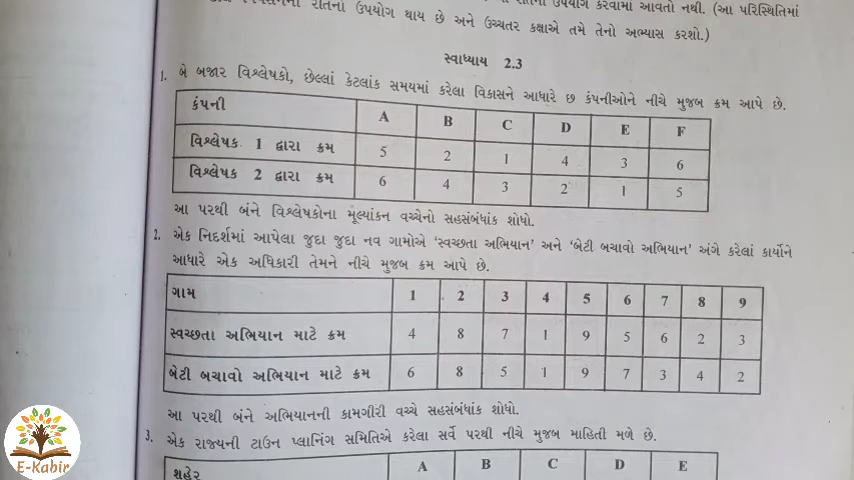 રીતનો ઉપયોગ થાય છે અને ઉચ્ચતર કક્ષાએ તમે તેનો અભ્યાસ કરશો.)
ઉપયોગ કરવામાં આવતો નથી. (આ પરિસ્થિતિમાં
સ્વાધ્યાય 2.3
1. બે બજાર વિશ્લેષકો, છેલ્લાં કેટલાંક સમયમાં કરેલા વિકાસને આધારે છ કંપનીઓને નીચે મુજબ ક્રમ આપે છે.
કંપની A B C D E F
વિશ્લેષક 1 દ્વારા ક્રમ 5 2 1 4 3 6
વિશ્લેષક 2 દ્વારા ક્રમ 6 4 3 2 1 5
આ પરથી બંને વિશ્લેષકોના મૂલ્યાંકન વચ્ચેનો સહસંબંધાંક શોધો.
2. એક નિદર્શમાં આપેલા જુદા જુદા નવ ગામોએ ‘સ્વચ્છતા અભિયાન’ અને ‘બેટી બચાવો અભિયાન’ અંગે કરેલાં કાર્યોને
આધારે એક અધિકારી તેમને નીચે મુજબ ક્રમ આપે છે.
ગામ 1 2 3 4 5 6 7 8 9
સ્વચ્છતા અભિયાન માટે ક્રમ 4 8 7 1 9 5 6 2 3
બેટી બચાવો અભિયાન માટે ક્રમ 6 8 5 1 9 7 3 4 2
આ પરથી બંને અભિયાનની કામગીરી વચ્ચે સહસંબંધાંક શોધો.
3. એક રાજ્યની ટાઉન પ્લાનિંગ સમિતિએ કરેલા સર્વે પરથી નીચે મુજબ માહિતી મળે છે.
શહેર A B C D E
E-Kabir